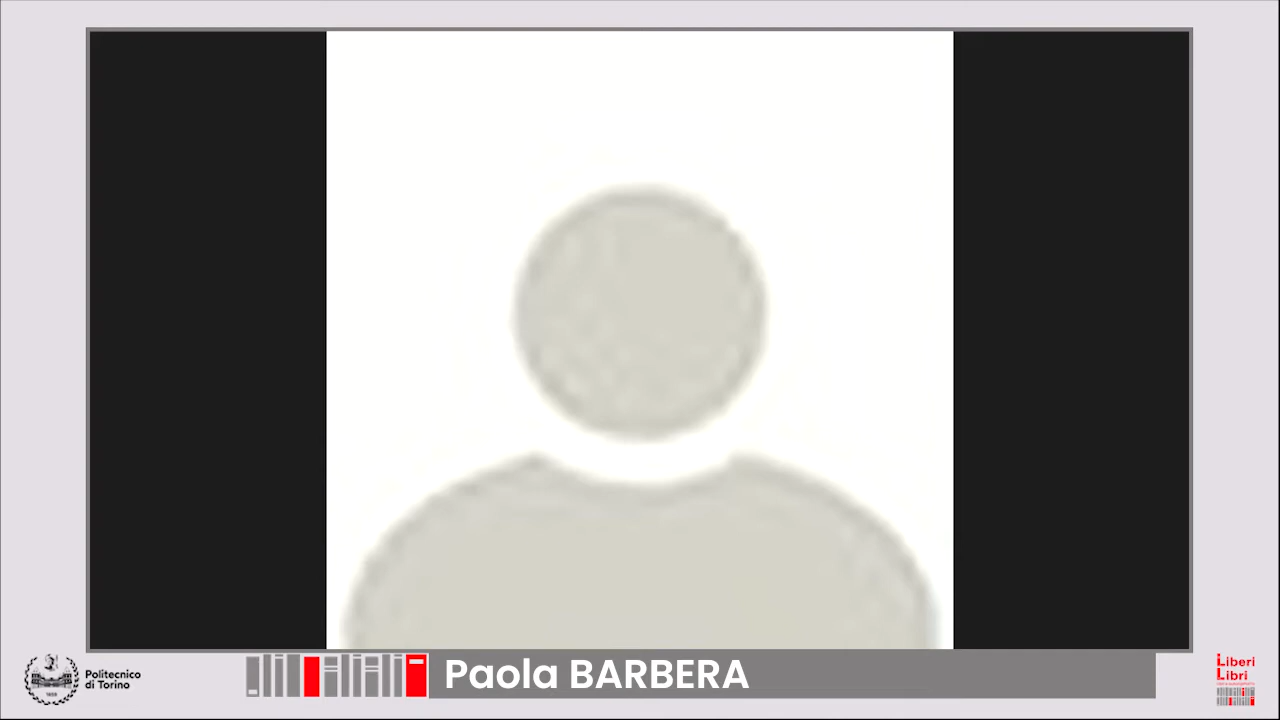 Politecnico
di Torino
Paola BARBERA
Liberi
Libri